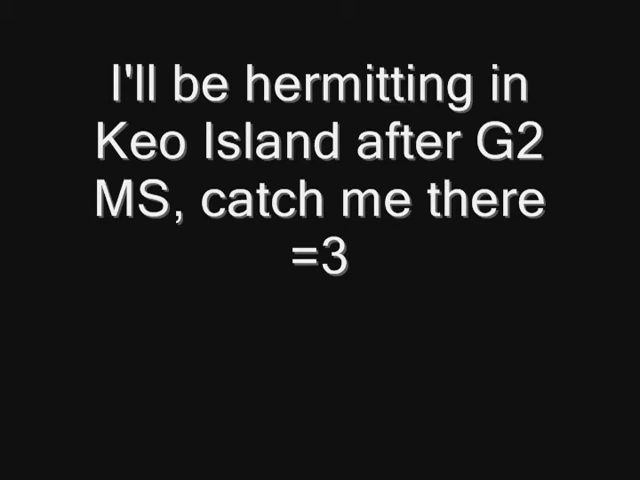 I'll be hermitting in
Keo Island after G2
MS, catch me there
=3